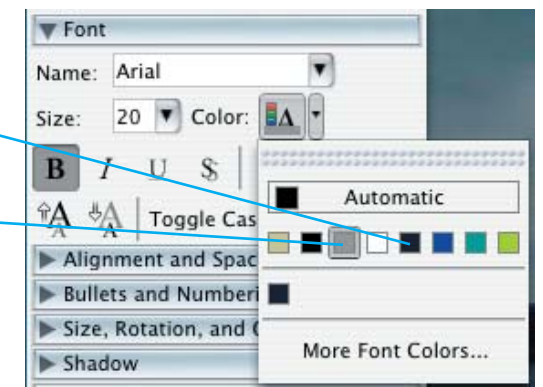 Font
Name: Arial
Size: 20 Color: A
B I U S
Automatic
A A Toggle Cas
Alignment and Spac
Bullets and Numberi
Size, Rotation, and
Shadow
More Font Colors...